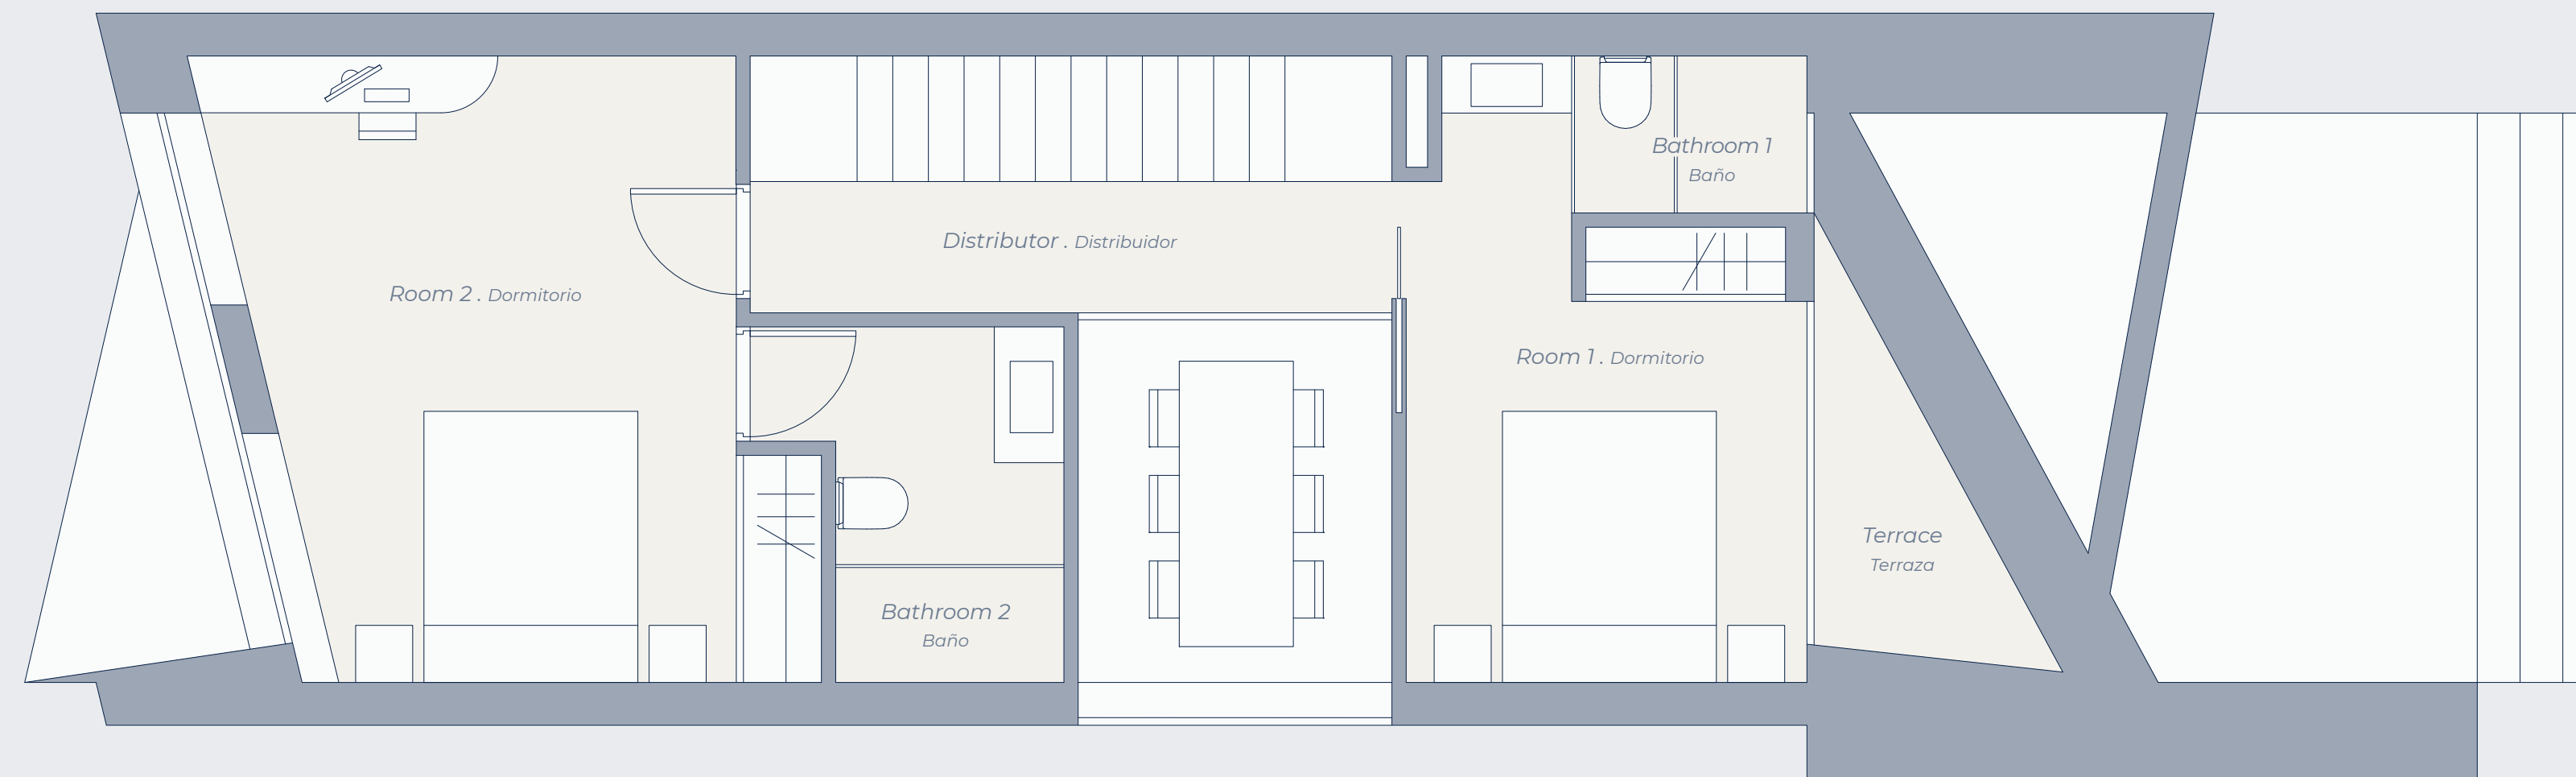 Bathroom 1
Baño
Distributor . Distribuidor
Room 2 . Dormitorio
Room 1 . Dormitorio
Terrace
Terraza
Bathroom 2
Baño